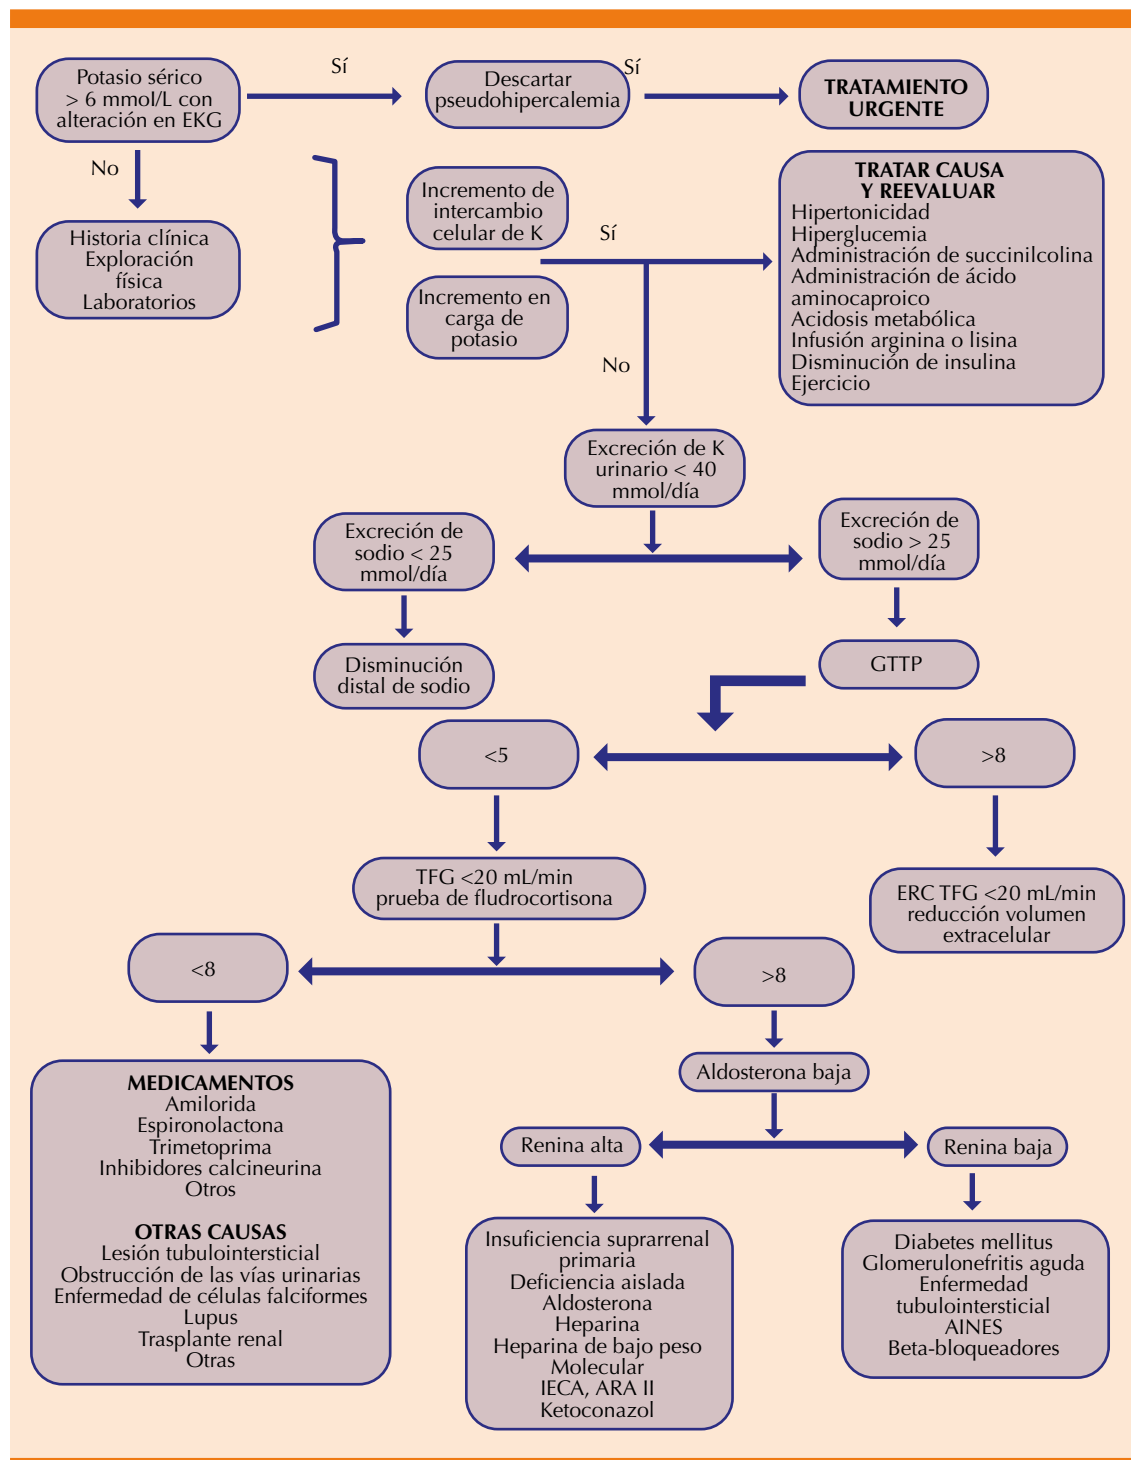 Potasio sérico
> 6 mmol/L con
alteración en EKG
Sí
Descartar
pseudohipercalemia
Sí
TRATAMIENTO
URGENTE
No
Historia clínica
Exploración
física
Laboratorios
Incremento de
intercambio
celular de K
Incremento en
carga de
potasio
Sí
TRATAR CAUSA
Y REEVALUAR
Hipertonicidad
Hiperglucemia
Administración de succinilcolina
Administración de ácido
aminocaproico
Acidosis metabólica
Infusión arginina o lisina
Disminución de insulina
Ejercicio
No
Excreción de K
urinario < 40
mmol/día
Excreción de
sodio < 25
mmol/día
Excreción de
sodio > 25
mmol/día
Disminución
distal de sodio
GTTP
<5
>8
TFG <20 mL/min
prueba de fludrocortisona
ERC TFG <20 mL/min
reducción volumen
extracelular
<8
>8
MEDICAMENTOS
Amilorida
Espironolactona
Trimetoprima
Inhibidores calcineurina
Otros
OTRAS CAUSAS
Lesión tubulointersticial
Obstrucción de las vías urinarias
Enfermedad de células falciformes
Lupus
Trasplante renal
Otras
Aldosterona baja
Renina alta
Renina baja
Insuficiencia suprarrenal
primaria
Deficiencia aislada
Aldosterona
Heparina
Heparina de bajo peso
Molecular
IECA, ARA II
Ketoconazol
Diabetes mellitus
Glomerulonefritis aguda
Enfermedad
tubulointersticial
AINES
Beta-bloqueadores